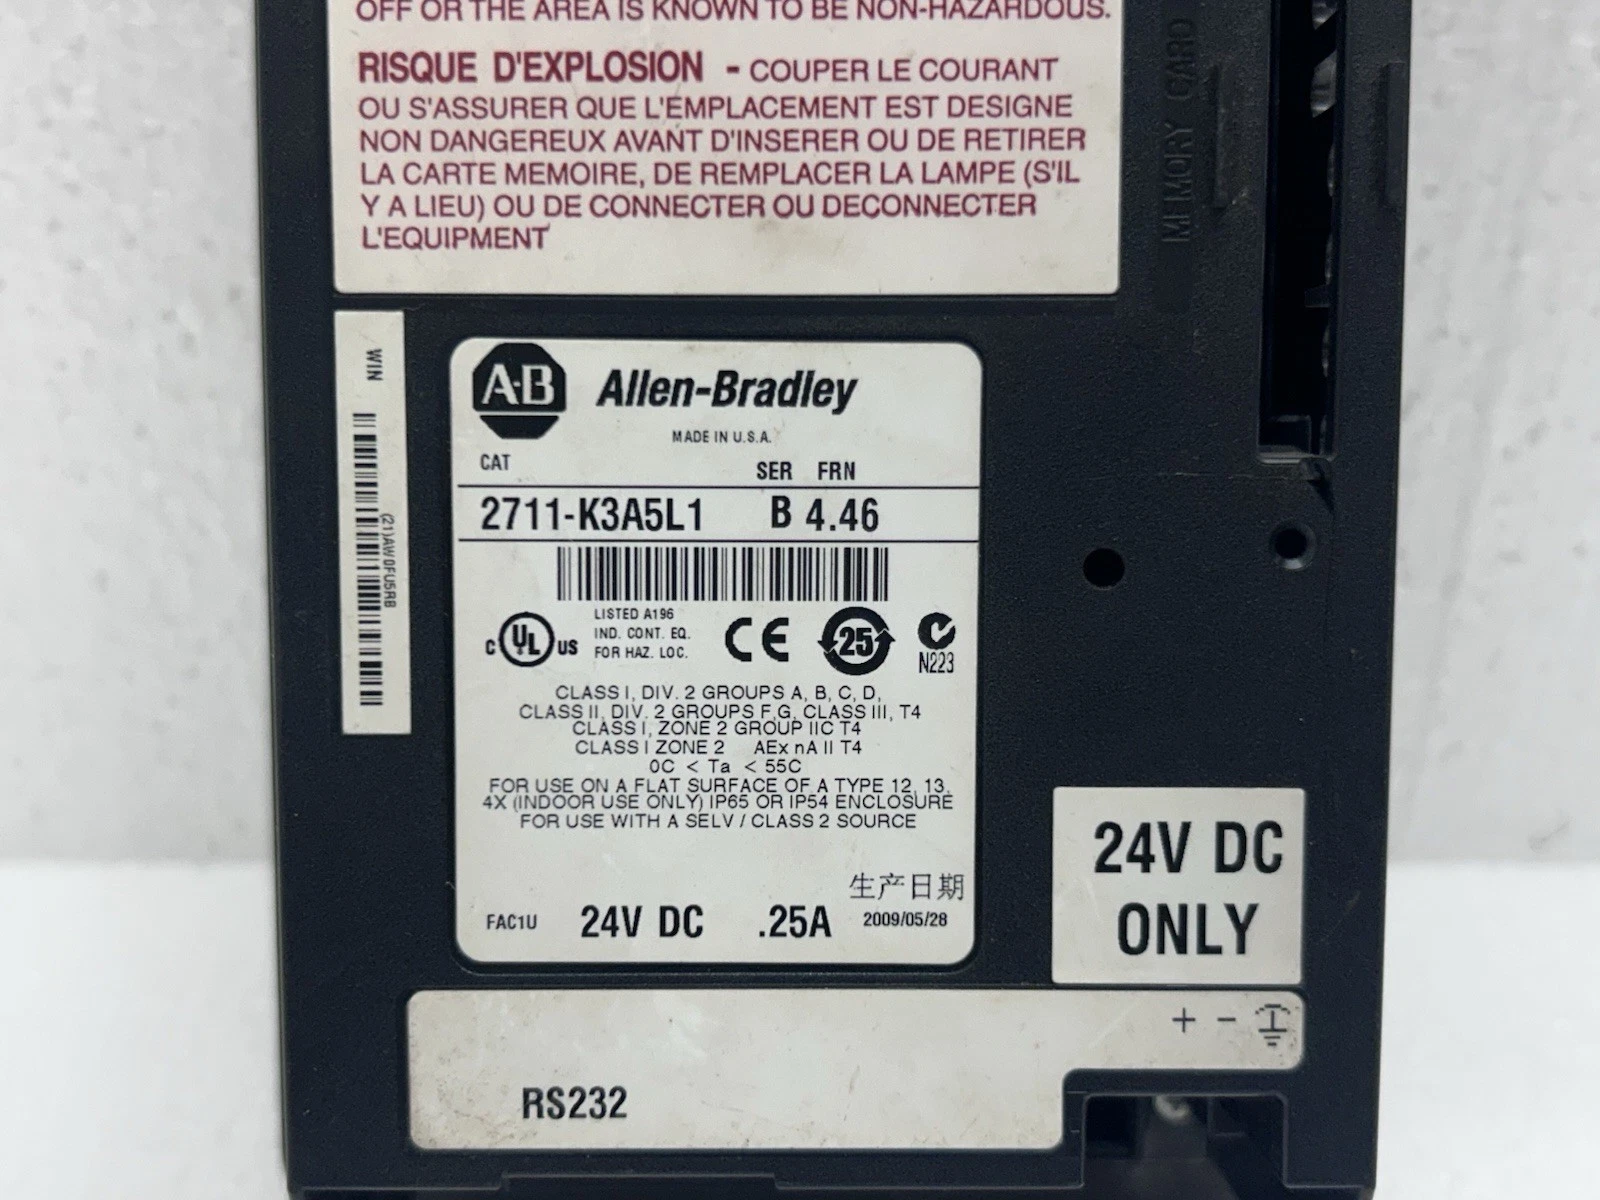 OFF OR THE AREA IS KNOWN TO BE NON-HAZARDOUS.
RISQUE D'EXPLOSION - COUPER LE COURANT
OU S'ASSURER QUE L'EMPLACEMENT EST DESIGNE
NON DANGEREUX AVANT D'INSERER OU DE RETIRER
LA CARTE MEMOIRE, DE REMPLACER LA LAMPE (S'IL
Y A LIEU) OU DE CONNECTER OU DECONNECTER
L'EQUIPMENT
MEMORY CARD
WIN
(21)AW0FU5RB
A-B Allen-Bradley
MADE IN U.S.A.
CAT SER FRN
2711-K3A5L1 B 4.46
C UL US
LISTED A196
IND. CONT. EQ.
FOR HAZ. LOC.
CE
25
N223
CLASS I, DIV. 2 GROUPS A, B, C, D,
CLASS II, DIV. 2 GROUPS F,G, CLASS III, T4
CLASS I, ZONE 2 GROUP IIC T4
CLASS I ZONE 2 AEx nA II T4
0C < Ta < 55C
FOR USE ON A FLAT SURFACE OF A TYPE 12, 13,
4X (INDOOR USE ONLY) IP65 OR IP54 ENCLOSURE
FOR USE WITH A SELV / CLASS 2 SOURCE
生产日期
FAC1U 24V DC .25A 2009/05/28
24V DC
ONLY
+ -
RS232